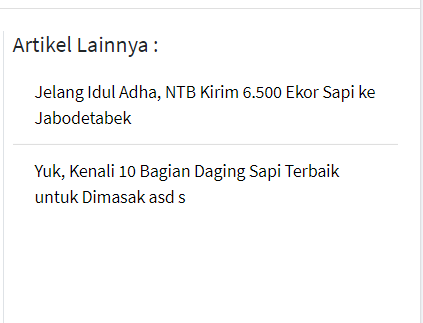 Artikel Lainnya :
Jelang Idul Adha, NTB Kirim 6.500 Ekor Sapi ke
Jabodetabek
Yuk, Kenali 10 Bagian Daging Sapi Terbaik
untuk Dimasak asd s